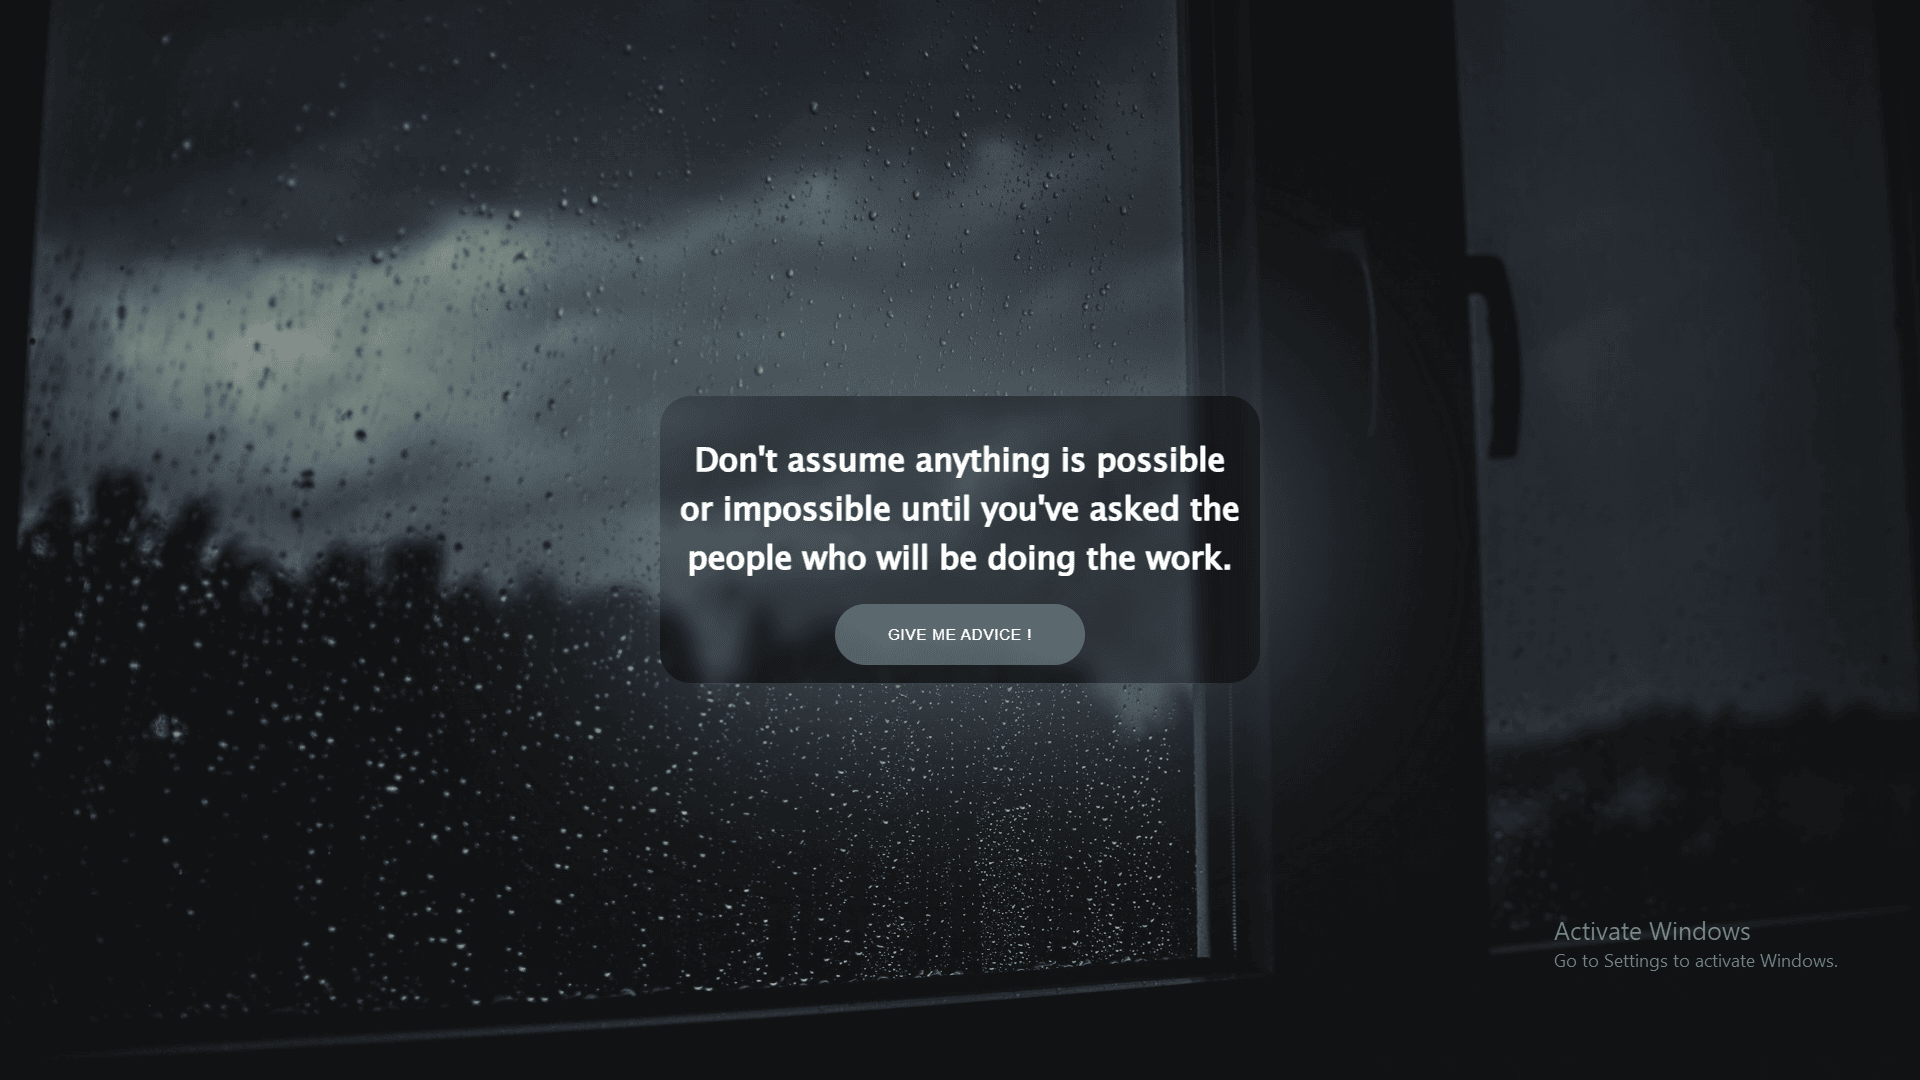 Don't assume anything is possible
or impossible until you've asked the
people who will be doing the work.
GIVE ME ADVICE !
Activate Windows
Go to Settings to activate Windows.